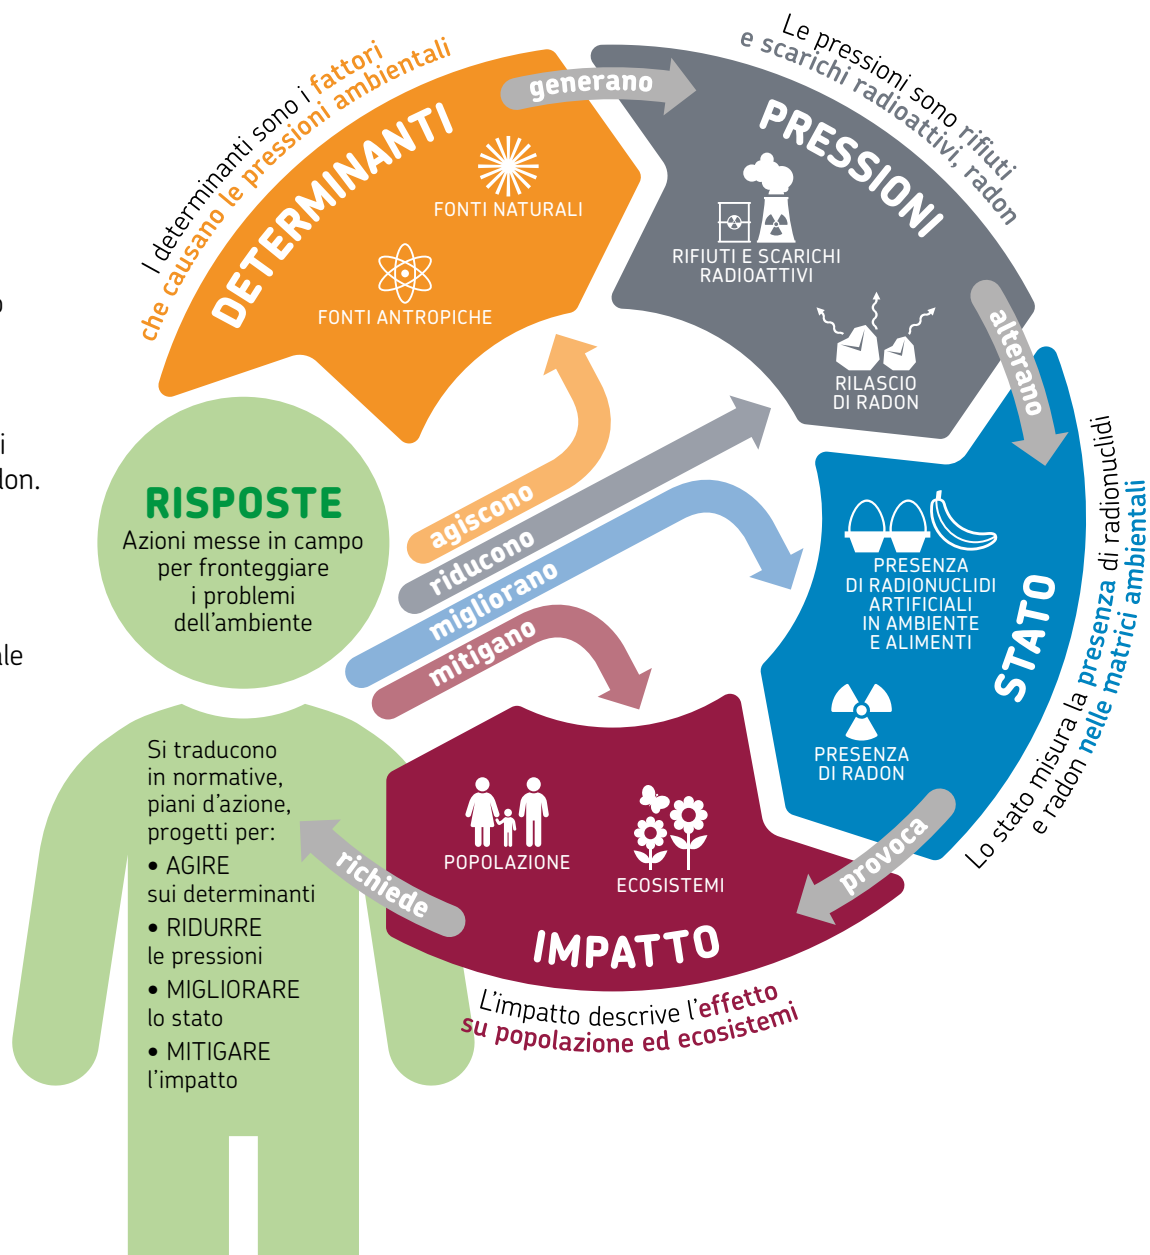 I determinanti sono i fattori
che causano le pressioni ambientali
DETERMINANTI
FONTI NATURALI
FONTI ANTROPICHE
generano
Le pressioni sono rifiuti
e scarichi radioattivi, radon
PRESSIONI
RIFIUTI E SCARICHI
RADIOATTIVI
RILASCIO
DI RADON
alterano
o
i
lon.
ale
RISPOSTE
Azioni messe in campo
per fronteggiare
i problemi
dell'ambiente
agiscono
riducono
migliorano
mitigano
PRESENZA
DI RADIONUCLIDI
ARTIFICIALI
IN AMBIENTE
E ALIMENTI
STATO
PRESENZA
DI RADON
Lo stato misura la presenza di radionuclidi
e radon nelle matrici ambientali
provoca
POPOLAZIONE
ECOSISTEMI
IMPATTO
L'impatto descrive l'effetto
su popolazione ed ecosistemi
richiede
Si traducono
in normative,
piani d'azione,
progetti per:
• AGIRE
sui determinanti
• RIDURRE
le pressioni
• MIGLIORARE
lo stato
• MITIGARE
l'impatto